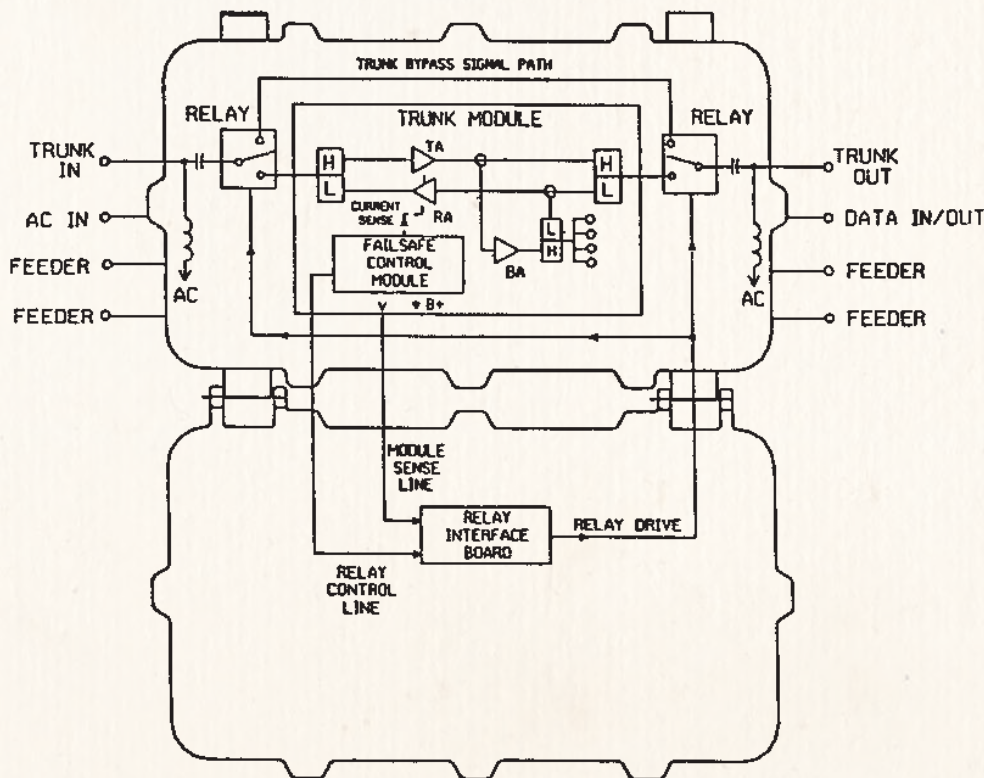 TRUNK BYPASS SIGNAL PATH
RELAY
TRUNK MODULE
RELAY
TRUNK
IN
H
L
TA
H
L
TRUNK
OUT
CURRENT
SENSE
RA
AC IN
L
H
DATA IN/OUT
FAILSAFE
CONTROL
MODULE
BA
FEEDER
AC
* B+
AC
FEEDER
FEEDER
FEEDER
MODULE
SENSE
LINE
RELAY
INTERFACE
BOARD
RELAY DRIVE
RELAY
CONTROL
LINE